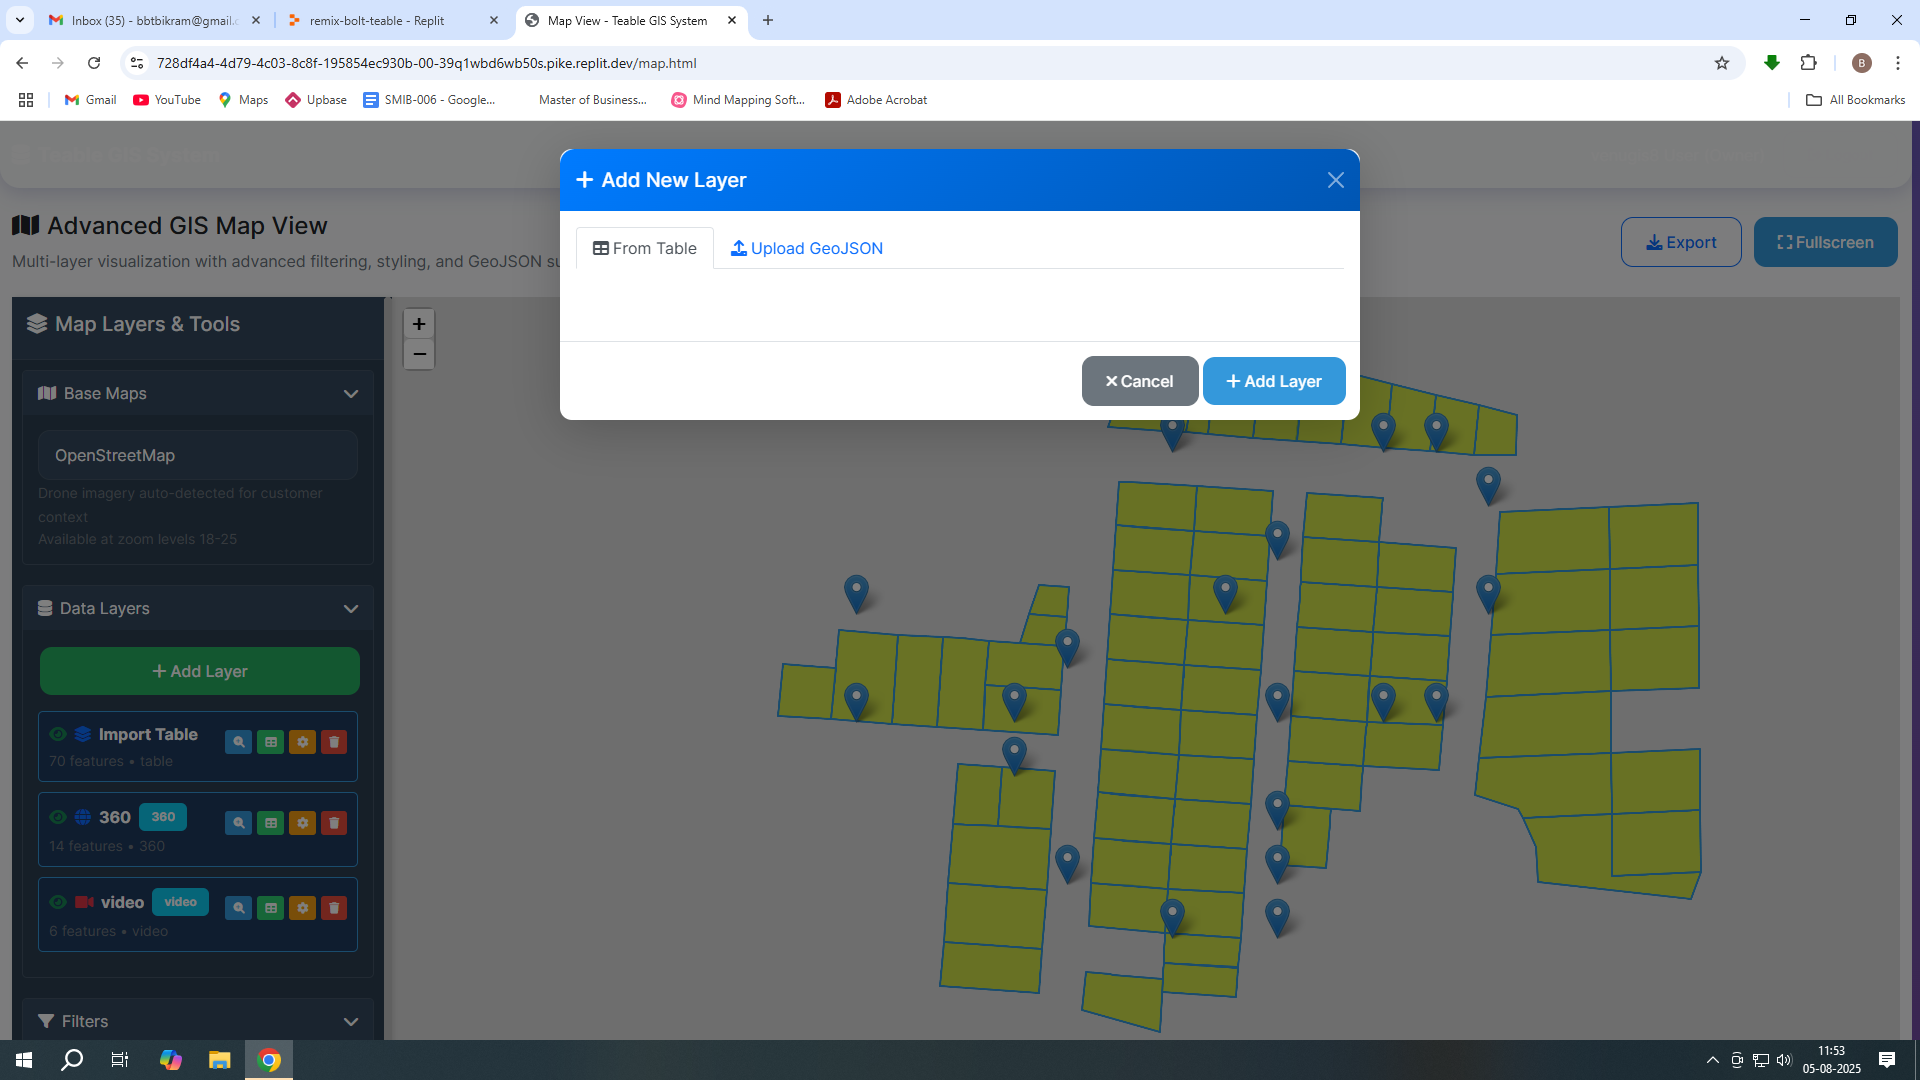 Inbox (35) - bbtbikram@gmail.c
remix-bolt-teable - Replit
Map View - Teable GIS System
728df4a4-4d79-4c03-8c8f-195854ec930b-00-39q1wbd6wb50s.pike.replit.dev/map.html
B
Gmail
YouTube
Maps
Upbase
SMIB-006 - Google...
Master of Business...
Mind Mapping Soft...
Adobe Acrobat
All Bookmarks
+ Add New Layer
From Table
Upload GeoJSON
Cancel
+ Add Layer
Advanced GIS Map View
Multi-layer visualization with advanced filtering, styling, and GeoJSON su
Export
Fullscreen
Map Layers & Tools
+
−
Base Maps
OpenStreetMap
Drone imagery auto-detected for customer
context
Available at zoom levels 18-25
Data Layers
+ Add Layer
Import Table
70 features • table
360 360
14 features • 360
video video
6 features • video
Filters
11:53
05-08-2025